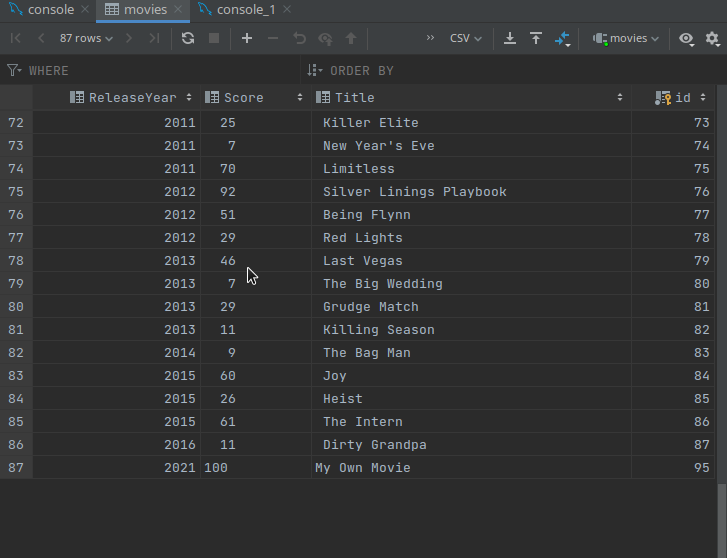 console movies console_1
87 rows CSV movies
WHERE ORDER BY
ReleaseYear Score Title id
72 2011 25 Killer Elite 73
73 2011 7 New Year's Eve 74
74 2011 70 Limitless 75
75 2012 92 Silver Linings Playbook 76
76 2012 51 Being Flynn 77
77 2012 29 Red Lights 78
78 2013 46 Last Vegas 79
79 2013 7 The Big Wedding 80
80 2013 29 Grudge Match 81
81 2013 11 Killing Season 82
82 2014 9 The Bag Man 83
83 2015 60 Joy 84
84 2015 26 Heist 85
85 2015 61 The Intern 86
86 2016 11 Dirty Grandpa 87
87 2021 100 My Own Movie 95